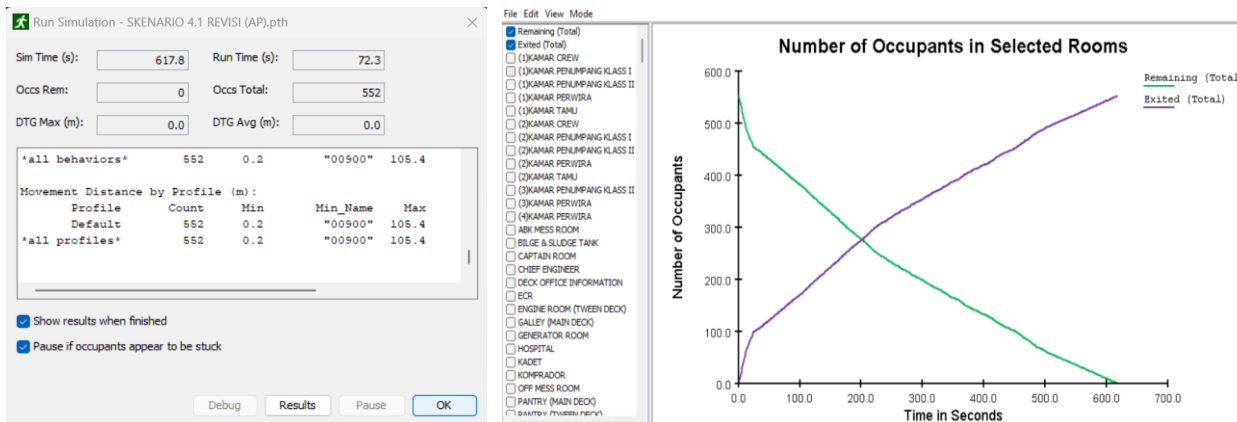 Run Simulation - SKENARIO 4.1 REVISI (AP).pth
Sim Time (s): 617.8 Run Time (s): 72.3
Occs Rem: 0 Occs Total: 552
DTG Max (m): 0.0 DTG Avg (m): 0.0
*all behaviors* 552 0.2 "00900" 105.4
Movement Distance by Profile (m):
Profile Count Min Min_Name Max
Default 552 0.2 "00900" 105.4
*all profiles* 552 0.2 "00900" 105.4
Show results when finished
Pause if occupants appear to be stuck
Debug Results Pause OK
File Edit View Mode
Remaining (Total)
Exited (Total)
(1)KAMAR CREW
(1)KAMAR PENUMPANG KLASS I
(1)KAMAR PENUMPANG KLASS II
(1)KAMAR PERWIRA
(1)KAMAR TAMU
(2)KAMAR CREW
(2)KAMAR PENUMPANG KLASS I
(2)KAMAR PENUMPANG KLASS II
(2)KAMAR PERWIRA
(2)KAMAR TAMU
(3)KAMAR PENUMPANG KLASS II
(3)KAMAR PERWIRA
(4)KAMAR PERWIRA
ABK MESS ROOM
BILGE & SLUDGE TANK
CAPTAIN ROOM
CHIEF ENGINEER
DECK OFFICE INFORMATION
ECR
ENGINE ROOM (TWEEN DECK)
GALLEY (MAIN DECK)
GENERATOR ROOM
HOSPITAL
KADET
KOMPRADOR
OFF MESS ROOM
PANTRY (MAIN DECK)
PANTRY (TWEEN DECK)
Number of Occupants in Selected Rooms
Remaining (Total
Exited (Total)
Number of Occupants
600.0
500.0
400.0
300.0
200.0
100.0
0.0
0.0 100.0 200.0 300.0 400.0 500.0 600.0 700.0
Time in Seconds